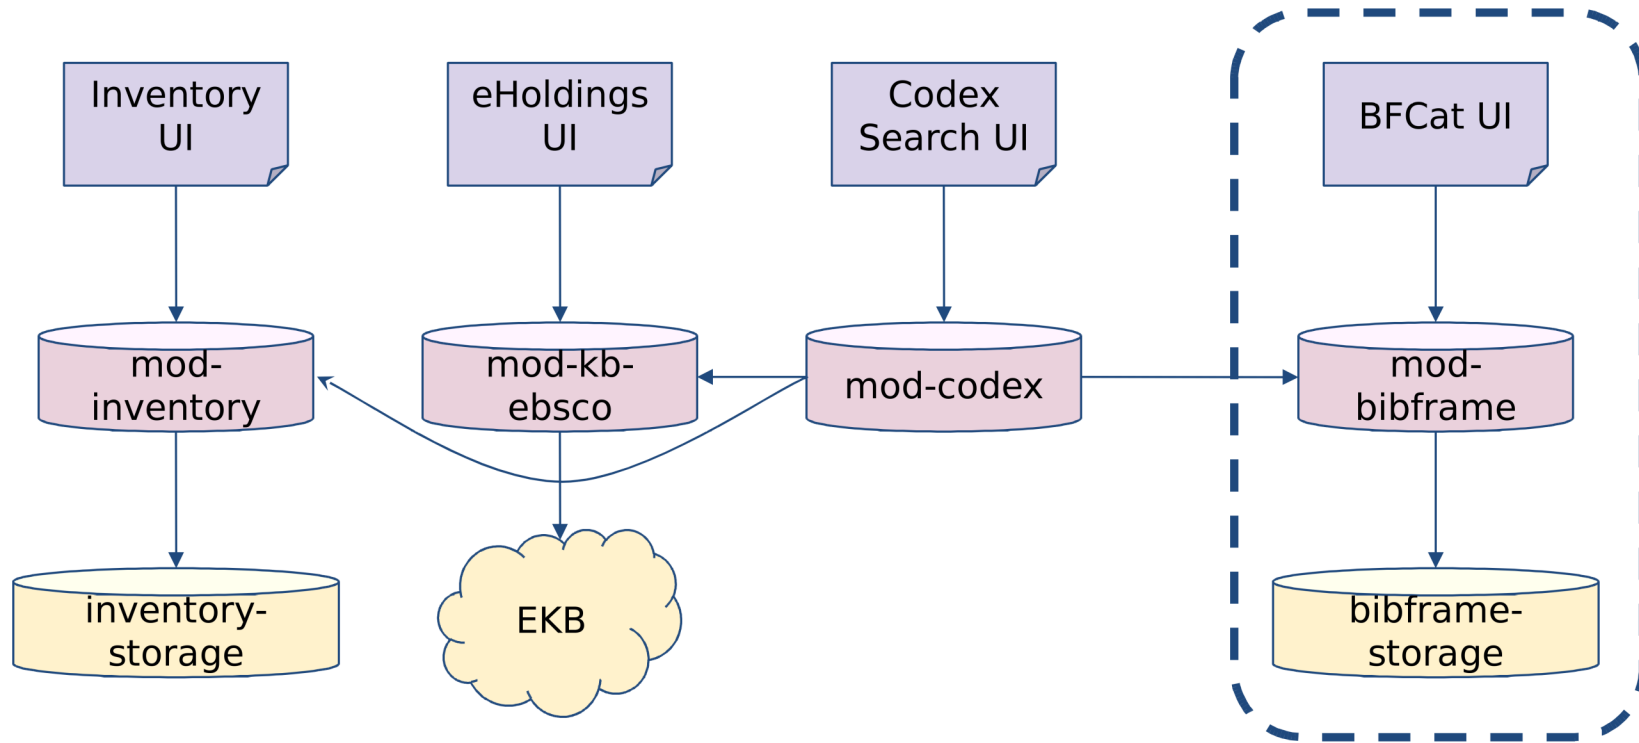 Inventory
UI
eHoldings
UI
Codex
Search UI
BFCat UI
mod-
inventory
mod-kb-
ebsco
mod-codex
mod-
bibframe
inventory-
storage
EKB
bibframe-
storage